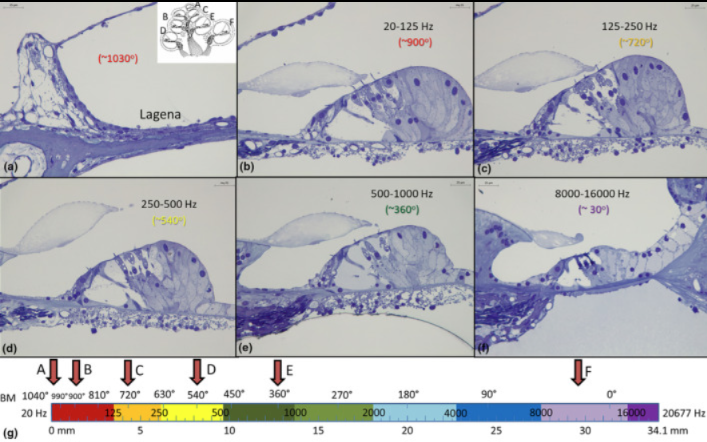 A
B
C
E
F
D
(~1030°)
Lagena
(a)
20-125 Hz
(~900°)
(b)
125-250 Hz
(~720°)
(c)
250-500 Hz
(~540°)
(d)
500-1000 Hz
(~360°)
(e)
8000-16000 Hz
(~ 30°)
(f)
A B C D E F
BM 1040° 990° 900° 810° 720° 630° 540° 450° 360° 270° 180° 90° 0°
20 Hz 125 250 500 1000 2000 4000 8000 16000 20677 Hz
(g) 0 mm 5 10 15 20 25 30 34.1 mm